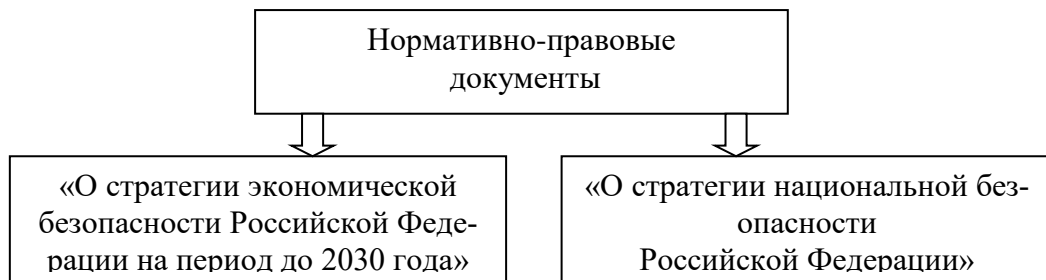 Нормативно-правовые
документы
«О стратегии экономической
безопасности Российской Феде-
рации на период до 2030 года»
«О стратегии национальной без-
опасности
Российской Федерации»